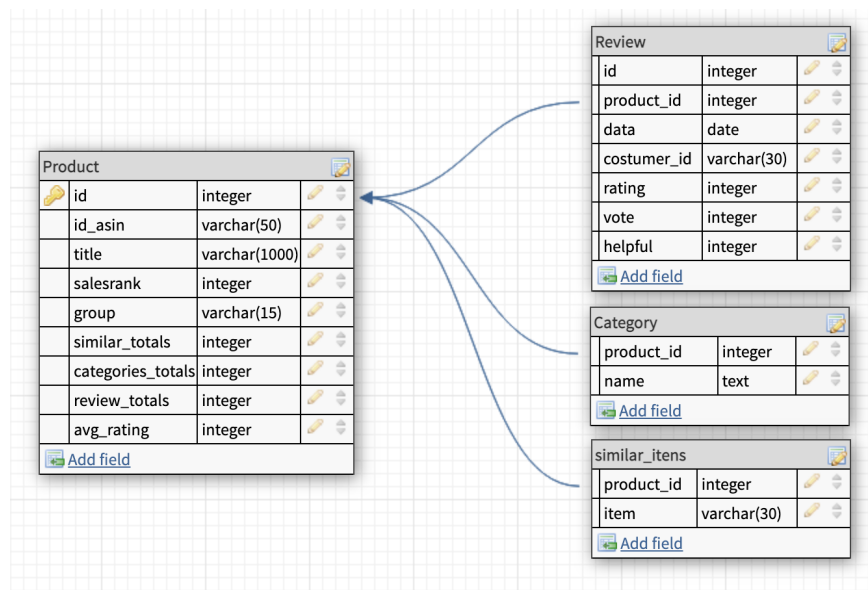 Product
id integer
id_asin varchar(50)
title varchar(1000)
salesrank integer
group varchar(15)
similar_totals integer
categories_totals integer
review_totals integer
avg_rating integer
Add field
Review
id integer
product_id integer
data date
costumer_id varchar(30)
rating integer
vote integer
helpful integer
Add field
Category
product_id integer
name text
Add field
similar_itens
product_id integer
item varchar(30)
Add field